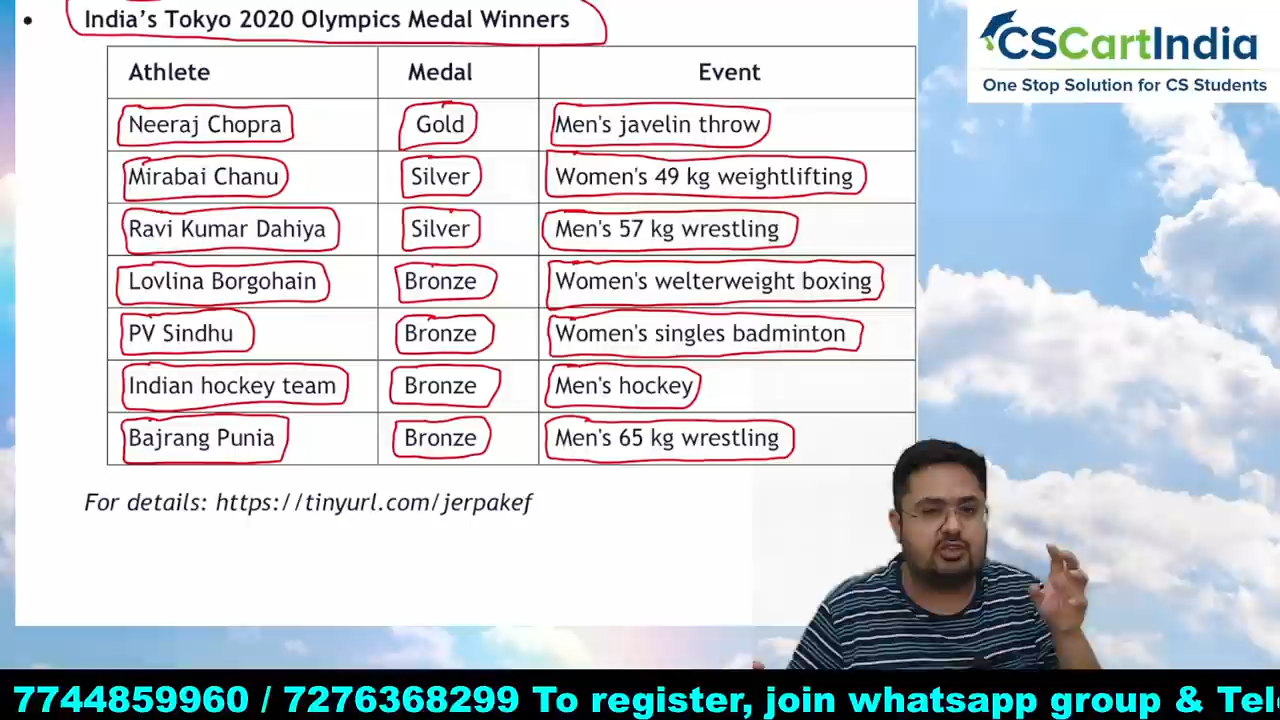 • India's Tokyo 2020 Olympics Medal Winners
CSCartIndia
One Stop Solution for CS Students
Athlete Medal Event
Neeraj Chopra Gold Men's javelin throw
Mirabai Chanu Silver Women's 49 kg weightlifting
Ravi Kumar Dahiya Silver Men's 57 kg wrestling
Lovlina Borgohain Bronze Women's welterweight boxing
PV Sindhu Bronze Women's singles badminton
Indian hockey team Bronze Men's hockey
Bajrang Punia Bronze Men's 65 kg wrestling
For details: https://tinyurl.com/jerpakef
7744859960 / 7276368299 To register, join whatsapp group & Tel